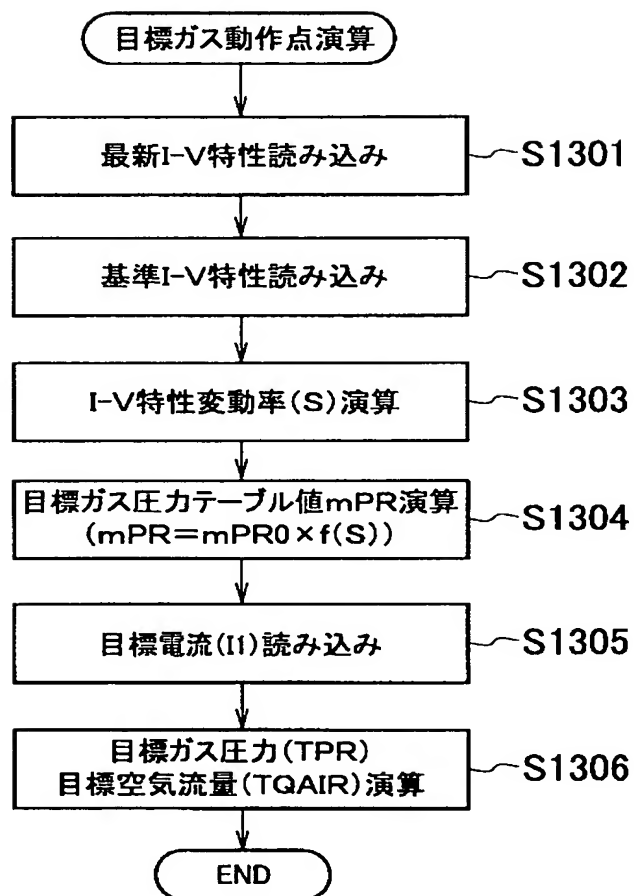 目標ガス動作点演算
最新I-V特性読み込み
S1301
基準I-V特性読み込み
S1302
I-V特性変動率(S)演算
S1303
目標ガス圧力テーブル値mPR演算
(mPR=mPR0×f(S))
S1304
目標電流(I1)読み込み
S1305
目標ガス圧力(TPR)
目標空気流量(TQAIR)演算
S1306
END